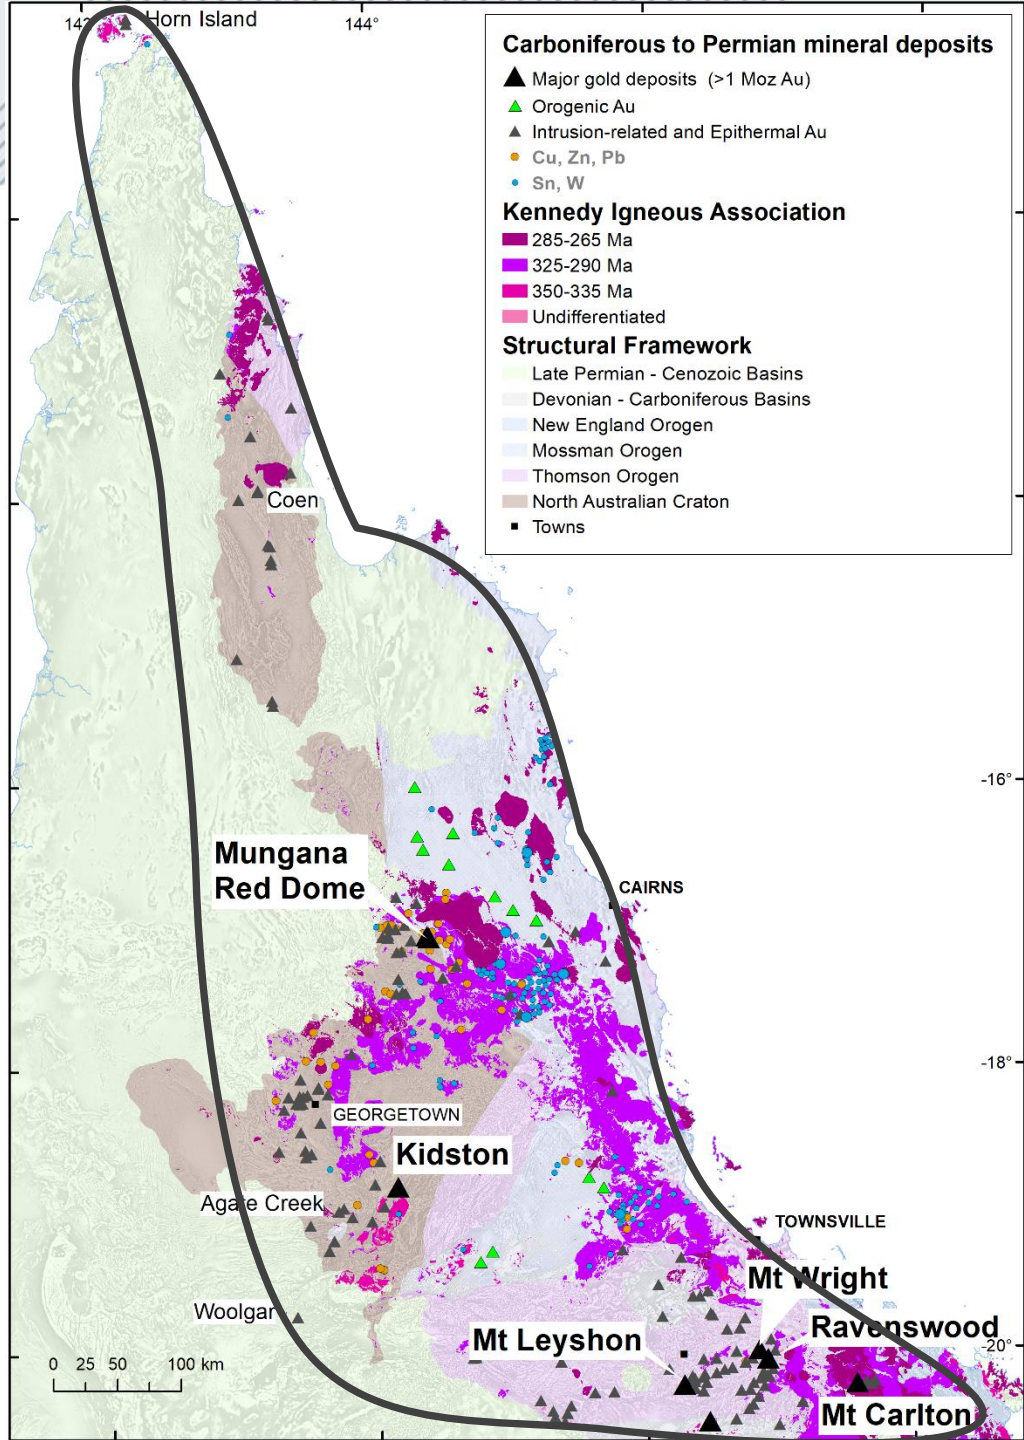 142°
Horn Island
144°
Carboniferous to Permian mineral deposits
Major gold deposits (>1 Moz Au)
Orogenic Au
Intrusion-related and Epithermal Au
Cu, Zn, Pb
Sn, W
Kennedy Igneous Association
285-265 Ma
325-290 Ma
350-335 Ma
Undifferentiated
Structural Framework
Late Permian - Cenozoic Basins
Devonian - Carboniferous Basins
New England Orogen
Mossman Orogen
Thomson Orogen
North Australian Craton
Towns
Coen
-16°
Mungana
Red Dome
CAIRNS
-18°
GEORGETOWN
Kidston
Agate Creek
TOWNSVILLE
Mt Wright
Woolgar
Ravenswood
Mt Leyshon
-20°
0 25 50 100 km
Mt Carlton